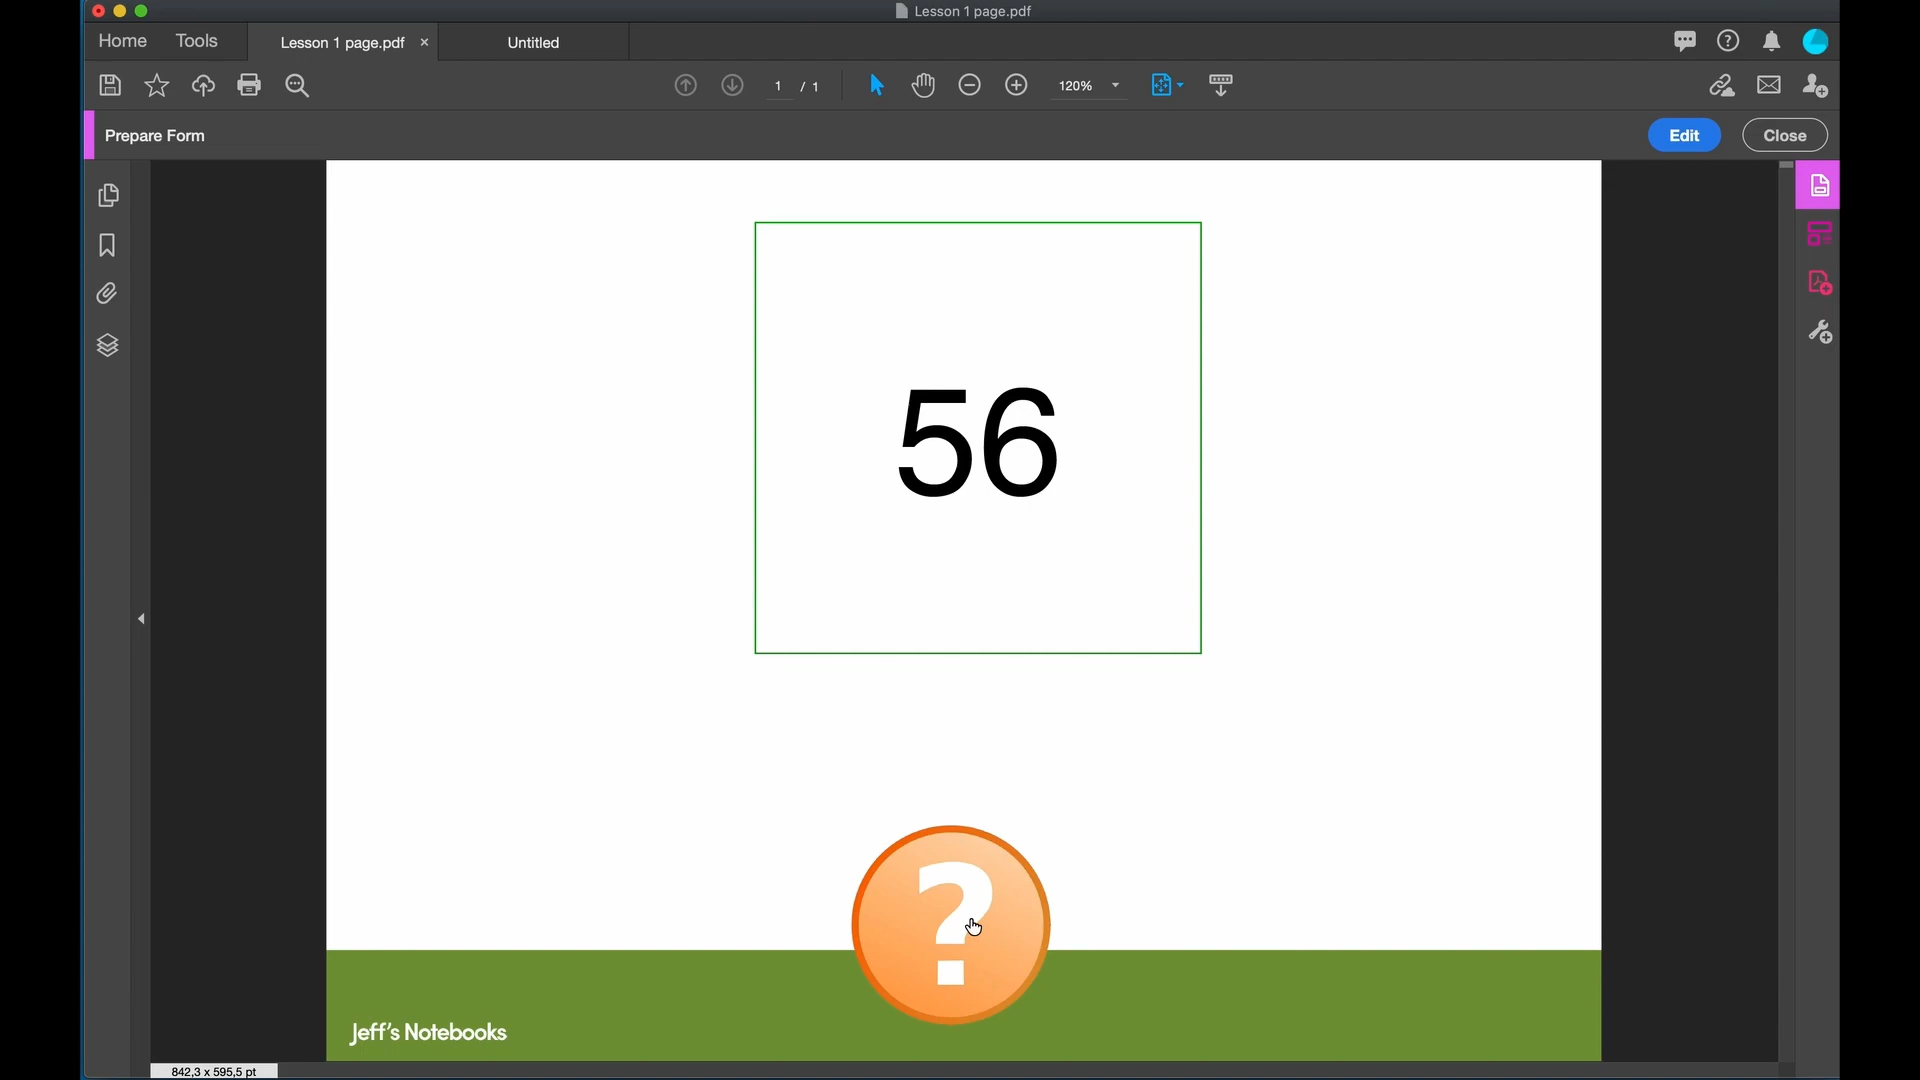 Lesson 1 page.pdf
Home Tools Lesson 1 page.pdf × Untitled
1 / 1 120%
Prepare Form Edit Close
56
?
Jeff's Notebooks
842,3 x 595,5 pt